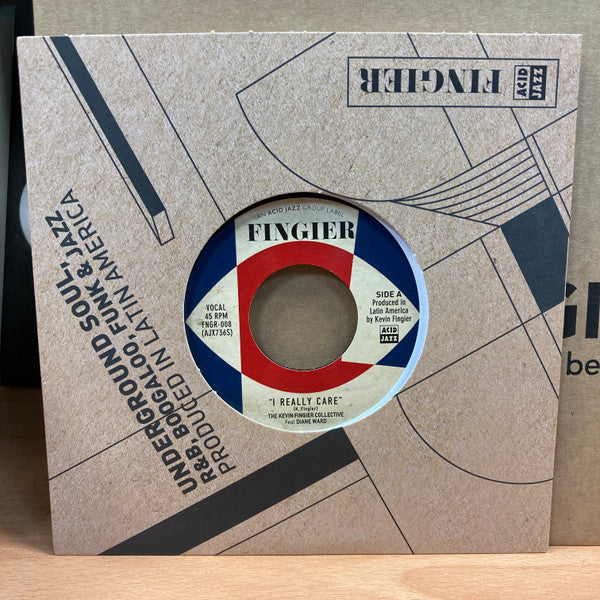 FINGIER
ACID
JAZZ
UNDERGROUND SOUL,
R&B, BOOGALOO, FUNK & JAZZ
PRODUCED IN LATIN AMERICA
AN ACID JAZZ GROUP LABEL
FINGIER
VOCAL
45 RPM
FNGR-008
(AJX736S)
SIDE A
Produced in
Latin America
by Kevin Fingier
ACID
JAZZ
"I REALLY CARE"
(K. Fingier)
THE KEVIN FINGIER COLLECTIVE
Feat DIANE WARD
be